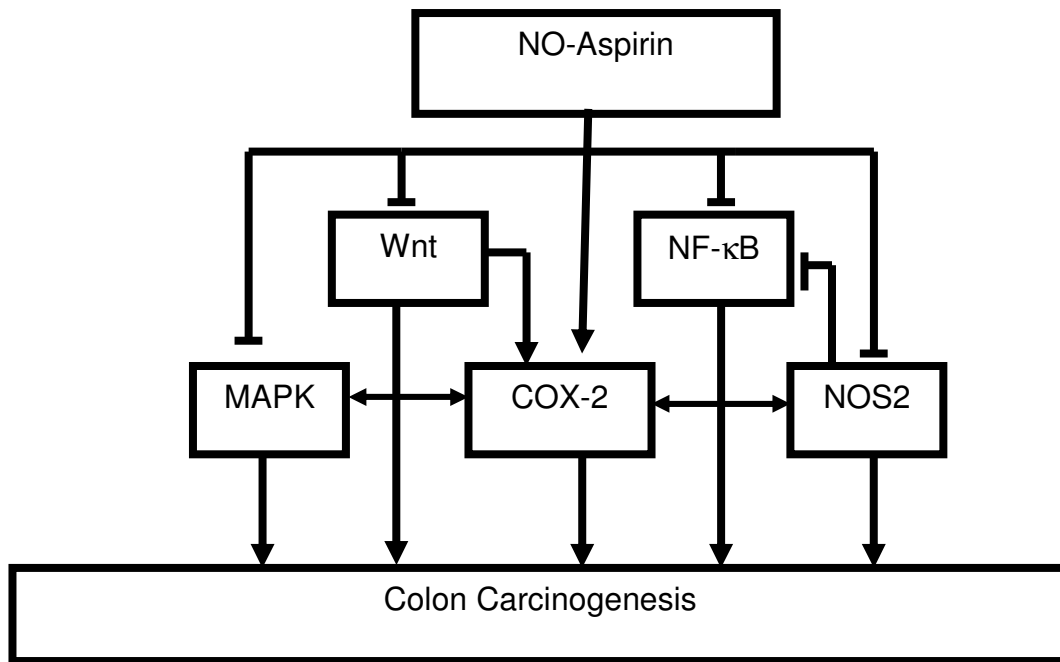 NO-Aspirin
Wnt
NF-κB
MAPK
COX-2
NOS2
Colon Carcinogenesis